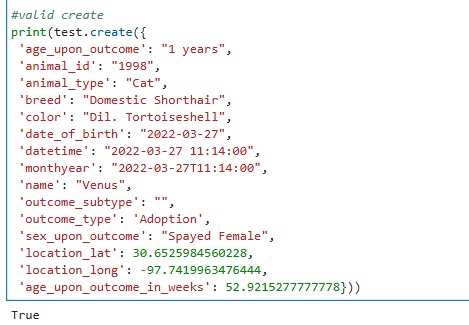 #valid create
print(test.create({
 'age_upon_outcome': "1 years",
 'animal_id': "1998",
 'animal_type': "Cat",
 'breed': "Domestic Shorthair",
 'color': "Dil. Tortoiseshell",
 'date_of_birth': "2022-03-27",
 'datetime': "2022-03-27 11:14:00",
 'monthyear': "2022-03-27T11:14:00",
 'name': "Venus",
 'outcome_subtype': "",
 'outcome_type': 'Adoption',
 'sex_upon_outcome': "Spayed Female",
 'location_lat': 30.6525984560228,
 'location_long': -97.7419963476444,
 'age_upon_outcome_in_weeks': 52.9215277777778}))
True